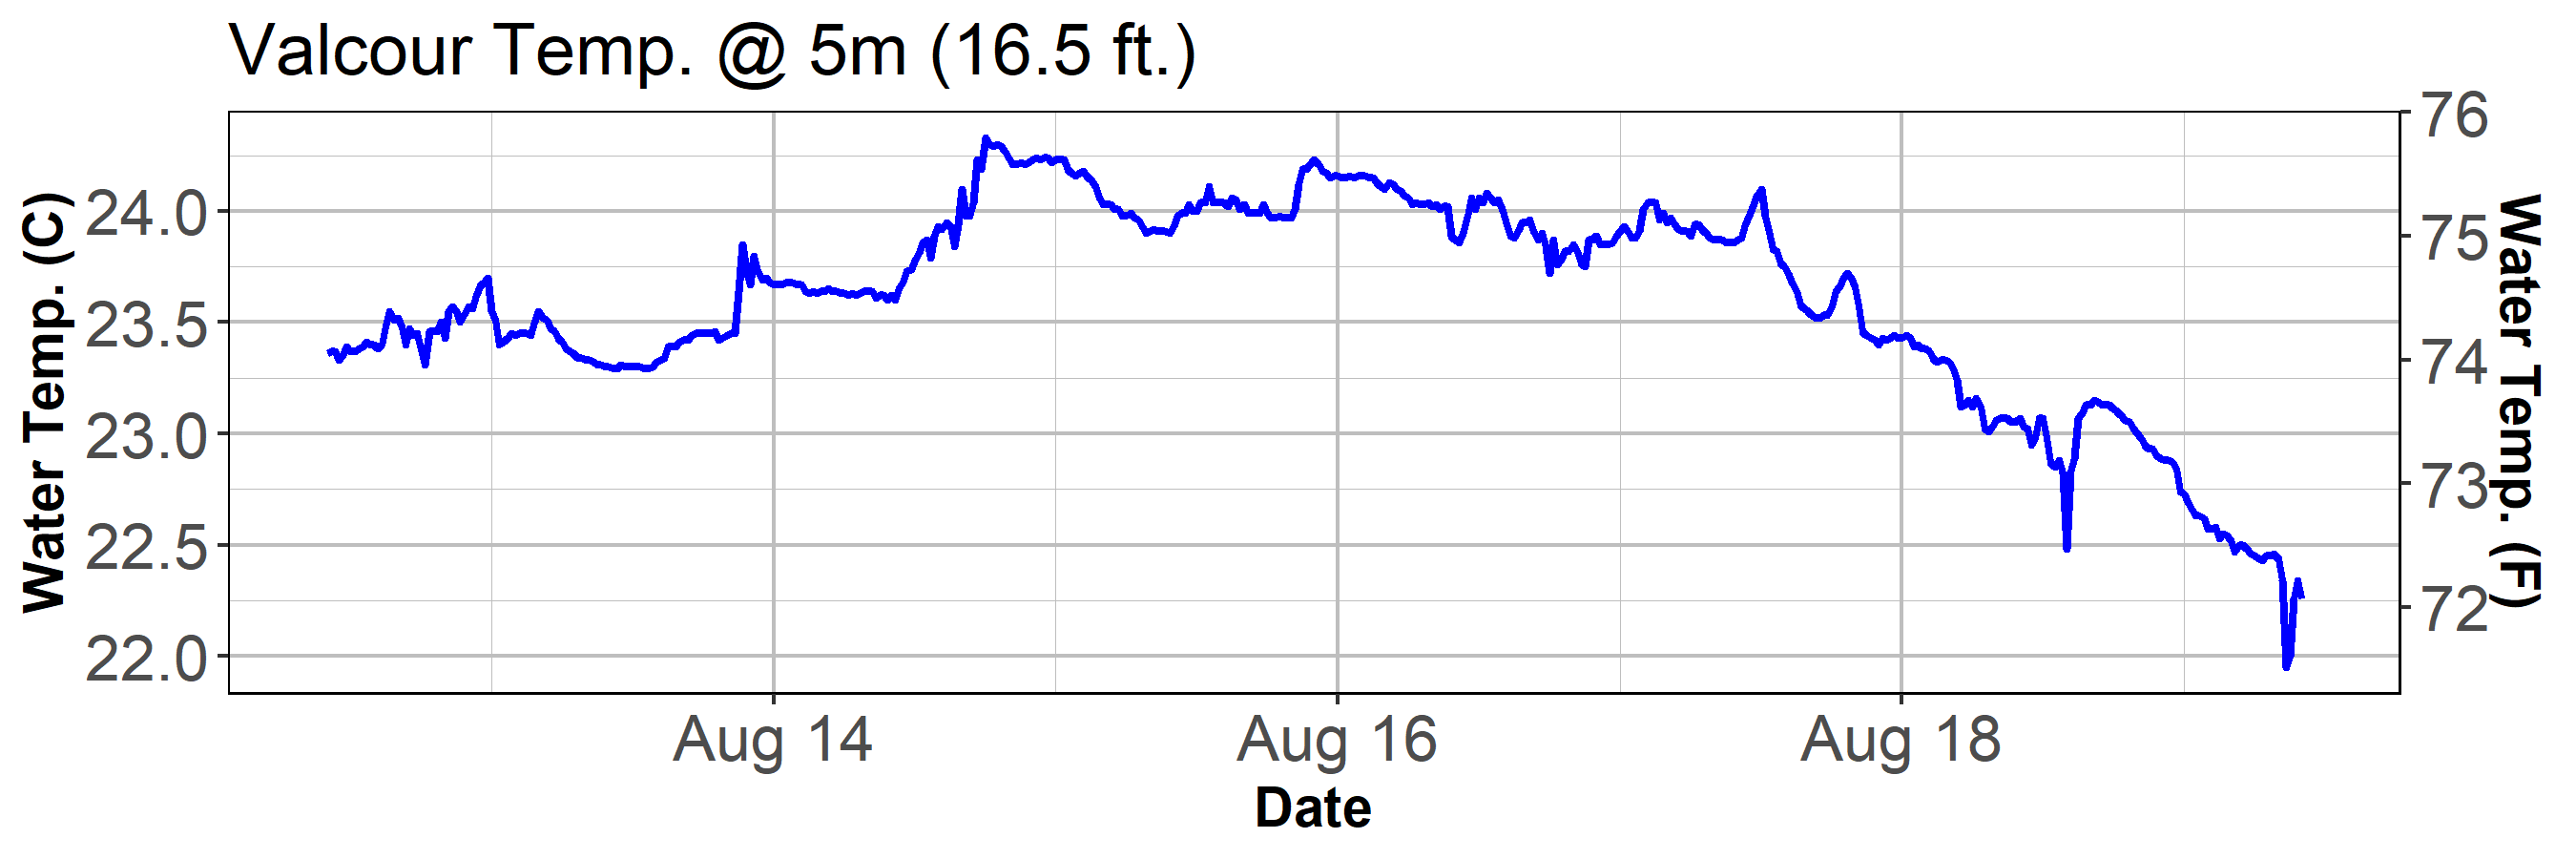 Valcour Temp. @ 5m (16.5 ft.)
Water Temp. (C)
24.0
23.5
23.0
22.5
22.0
76
75
74
73
72
Water Temp. (F)
Aug 14 Aug 16 Aug 18
Date